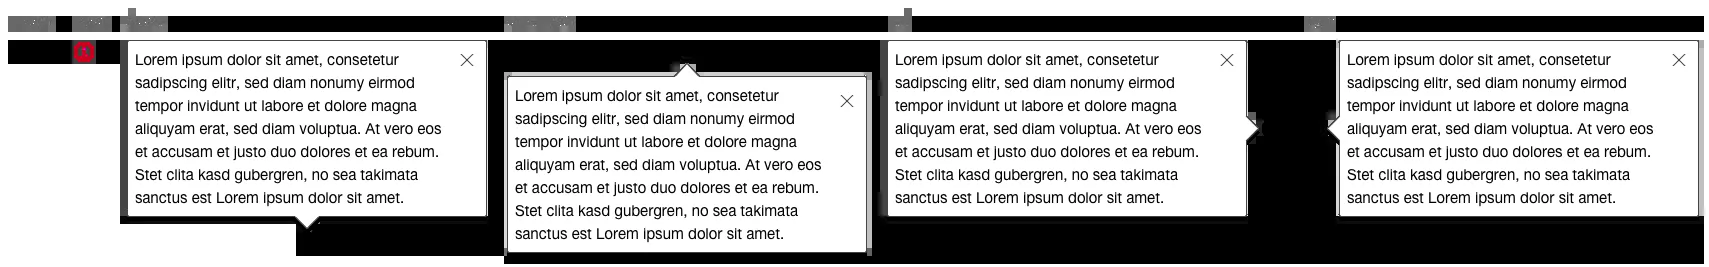 Lorem ipsum dolor sit amet, consetetur
sadipscing elitr, sed diam nonumy eirmod
tempor invidunt ut labore et dolore magna
aliquyam erat, sed diam voluptua. At vero eos
et accusam et justo duo dolores et ea rebum.
Stet clita kasd gubergren, no sea takimata
sanctus est Lorem ipsum dolor sit amet.
Lorem ipsum dolor sit amet, consetetur
sadipscing elitr, sed diam nonumy eirmod
tempor invidunt ut labore et dolore magna
aliquyam erat, sed diam voluptua. At vero eos
et accusam et justo duo dolores et ea rebum.
Stet clita kasd gubergren, no sea takimata
sanctus est Lorem ipsum dolor sit amet.
Lorem ipsum dolor sit amet, consetetur
sadipscing elitr, sed diam nonumy eirmod
tempor invidunt ut labore et dolore magna
aliquyam erat, sed diam voluptua. At vero eos
et accusam et justo duo dolores et ea rebum.
Stet clita kasd gubergren, no sea takimata
sanctus est Lorem ipsum dolor sit amet.
Lorem ipsum dolor sit amet, consetetur
sadipscing elitr, sed diam nonumy eirmod
tempor invidunt ut labore et dolore magna
aliquyam erat, sed diam voluptua. At vero eos
et accusam et justo duo dolores et ea rebum.
Stet clita kasd gubergren, no sea takimata
sanctus est Lorem ipsum dolor sit amet.